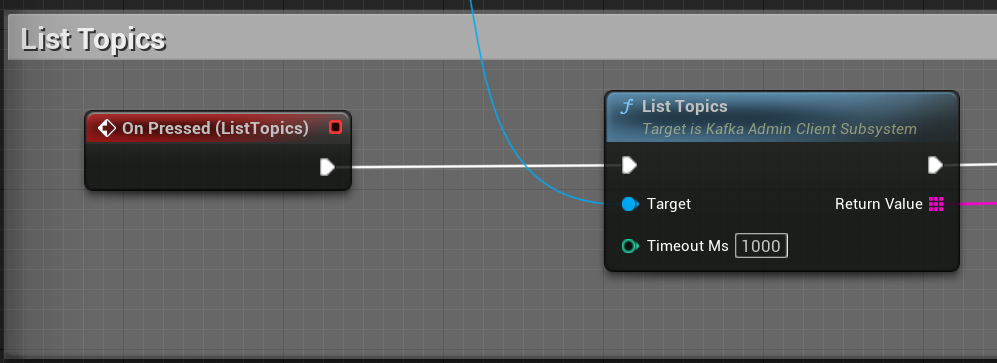 List Topics
On Pressed (ListTopics)
f List Topics
Target is Kafka Admin Client Subsystem
Target
Return Value
Timeout Ms 1000